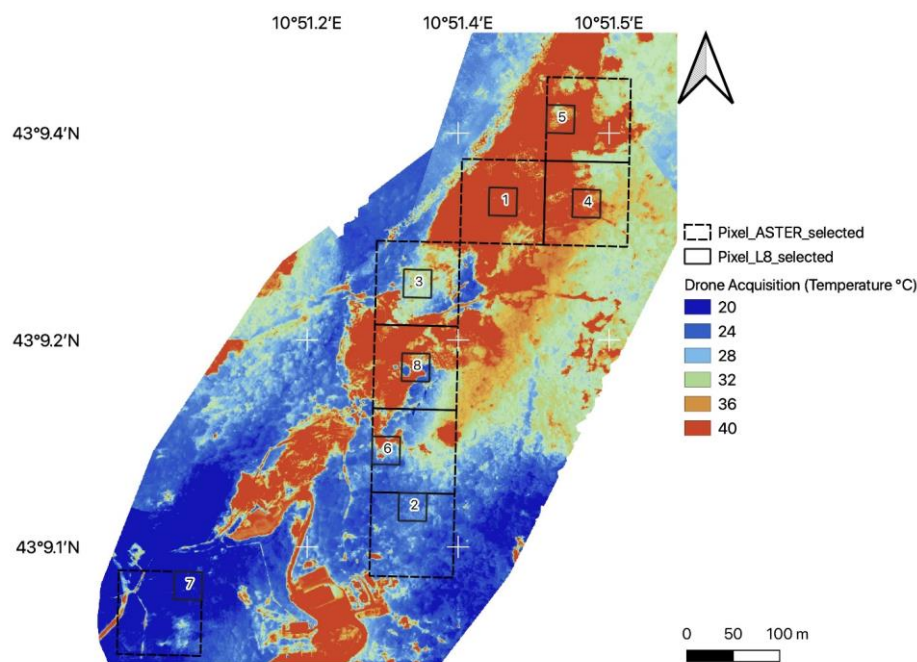 10°51.2′E 10°51.4′E 10°51.5′E
43°9.4′N
43°9.2′N
43°9.1′N
5
1
4
3
8
6
2
7
Pixel_ASTER_selected
Pixel_L8_selected
Drone Acquisition (Temperature °C)
20
24
28
32
36
40
0 50 100 m